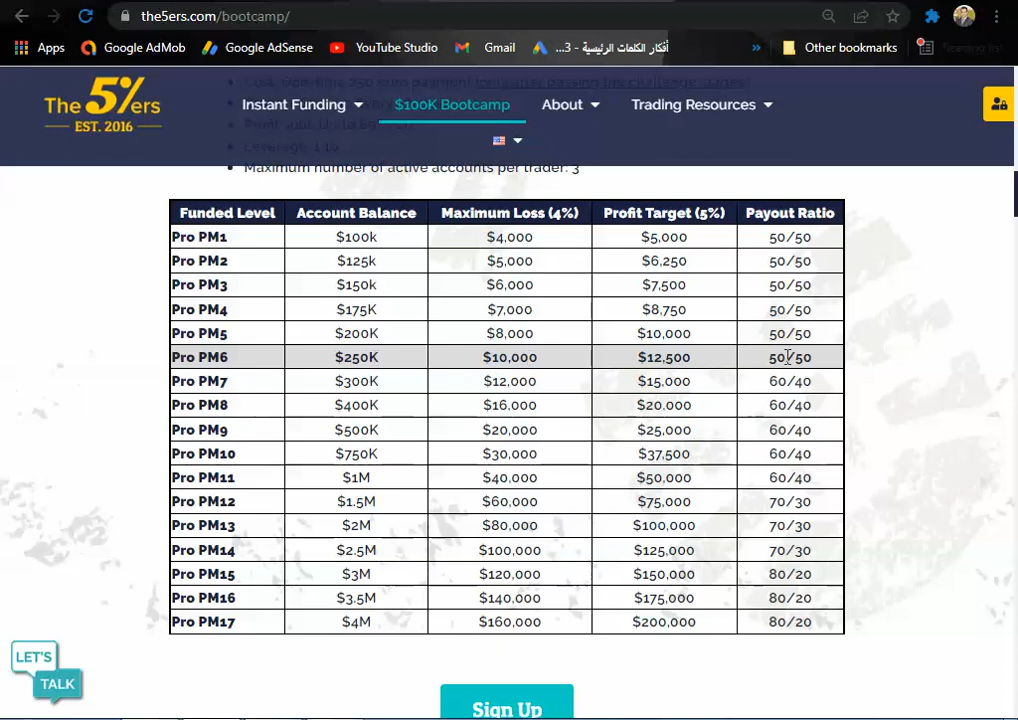 the5ers.com/bootcamp/
Apps Google AdMob Google AdSense YouTube Studio Gmail أفكار الكلمات الرئيسية - 3... » Other bookmarks
The 5%ers
EST. 2016
Instant Funding $100K Bootcamp About Trading Resources
Maximum number of active accounts per trader: 3
Funded Level Account Balance Maximum Loss (4%) Profit Target (5%) Payout Ratio
Pro PM1 $100k $4,000 $5,000 50/50
Pro PM2 $125k $5,000 $6,250 50/50
Pro PM3 $150k $6,000 $7,500 50/50
Pro PM4 $175K $7,000 $8,750 50/50
Pro PM5 $200K $8,000 $10,000 50/50
Pro PM6 $250K $10,000 $12,500 50/50
Pro PM7 $300K $12,000 $15,000 60/40
Pro PM8 $400K $16,000 $20,000 60/40
Pro PM9 $500K $20,000 $25,000 60/40
Pro PM10 $750K $30,000 $37,500 60/40
Pro PM11 $1M $40,000 $50,000 60/40
Pro PM12 $1.5M $60,000 $75,000 70/30
Pro PM13 $2M $80,000 $100,000 70/30
Pro PM14 $2.5M $100,000 $125,000 70/30
Pro PM15 $3M $120,000 $150,000 80/20
Pro PM16 $3.5M $140,000 $175,000 80/20
Pro PM17 $4M $160,000 $200,000 80/20
LET'S
TALK
Sign Up